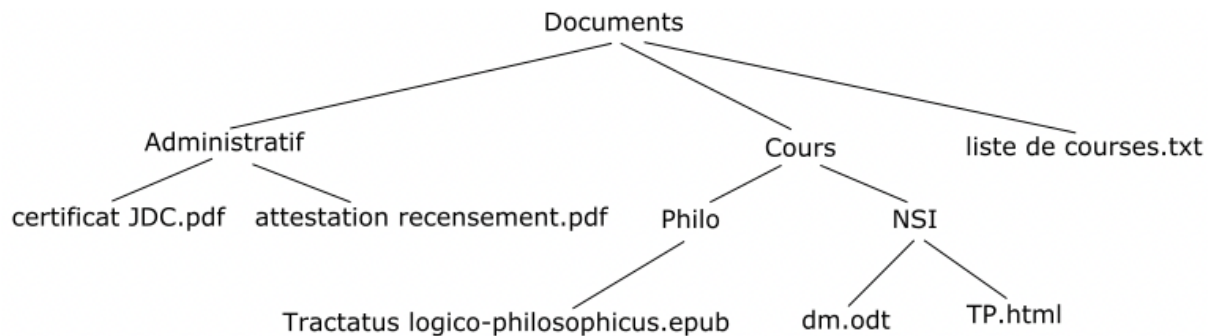 Documents
Administratif
Cours
liste de courses.txt
certificat JDC.pdf
attestation recensement.pdf
Philo
NSI
Tractatus logico-philosophicus.epub
dm.odt
TP.html